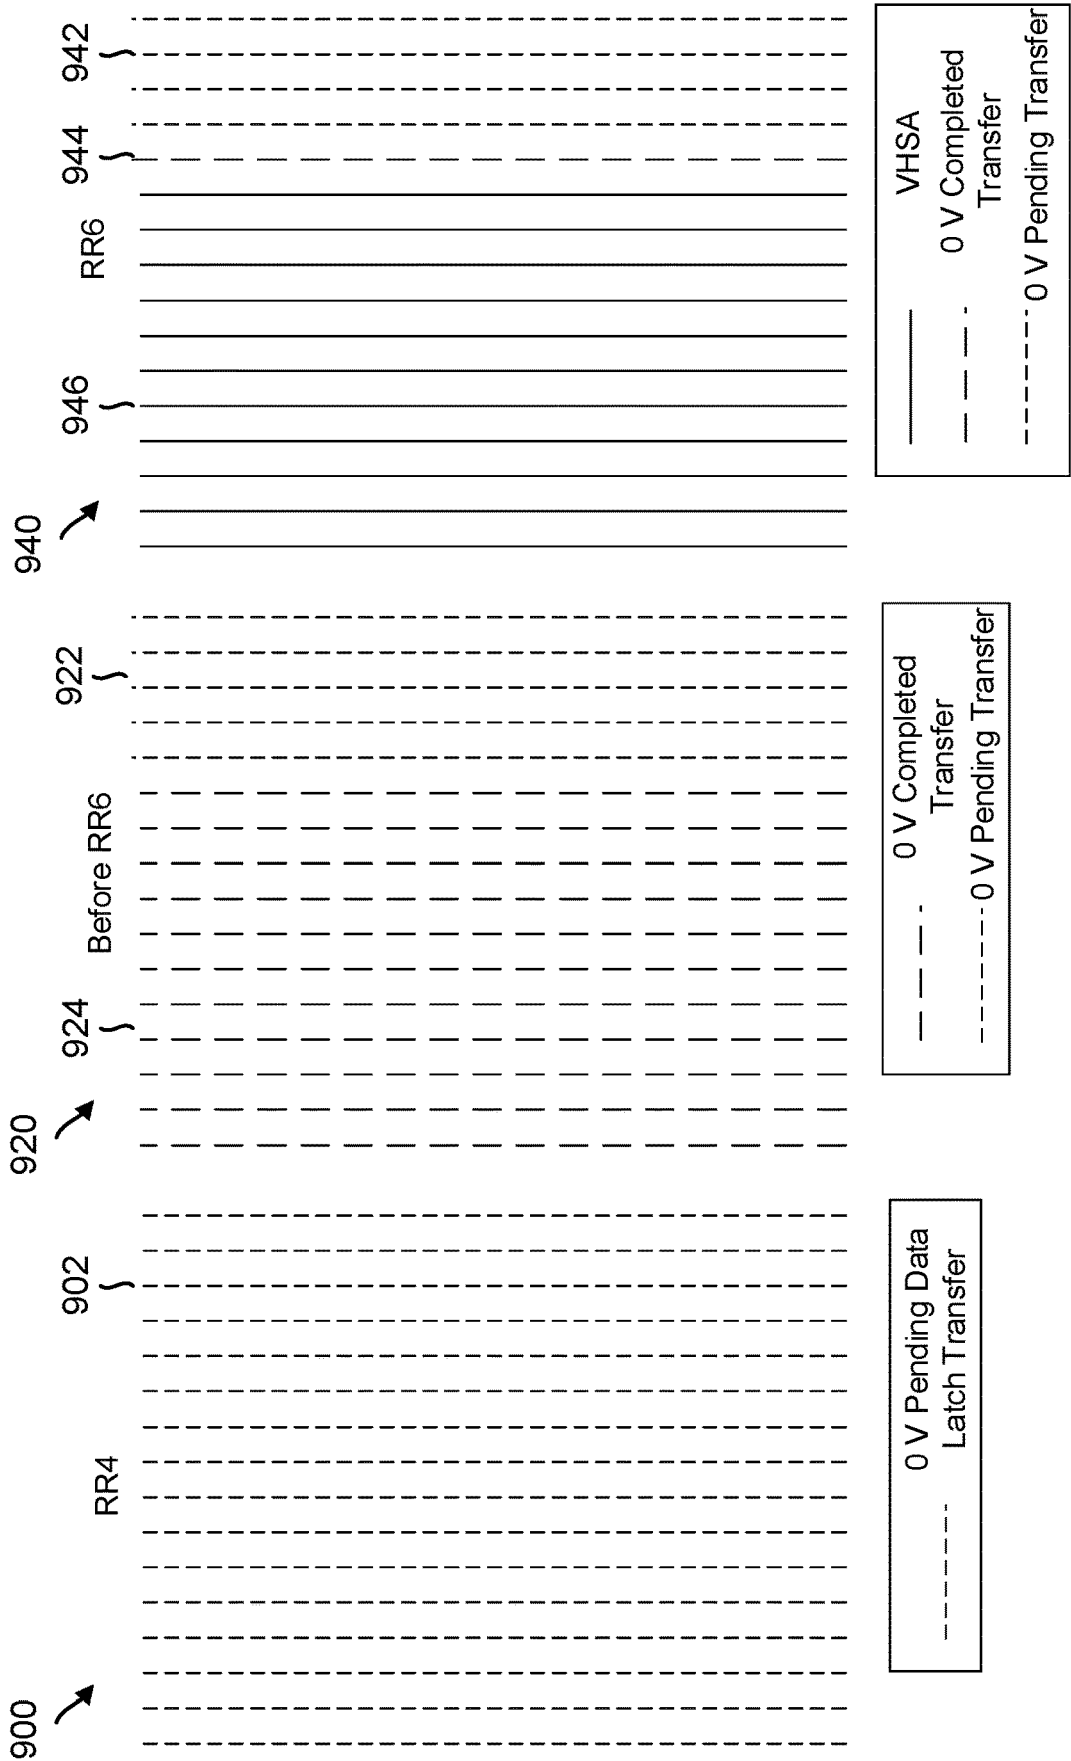 900
RR4
902
0 V Pending Data
Latch Transfer
920
924
Before RR6
922
0 V Completed
Transfer
0 V Pending Transfer
940
946
RR6
944
942
VHSA
0 V Completed
Transfer
0 V Pending Transfer